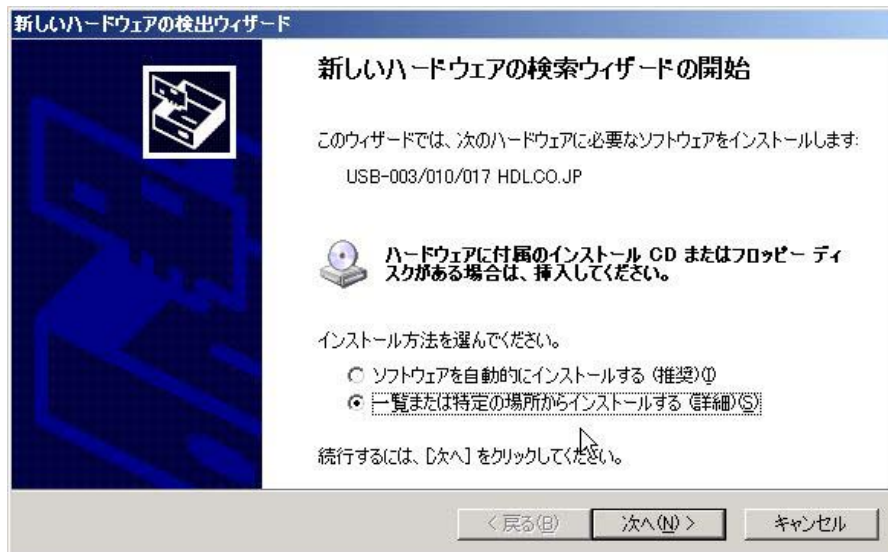 新しいハードウェアの検出ウィザード
新しいハードウェアの検索ウィザードの開始
このウィザードでは、次のハードウェアに必要なソフトウェアをインストールします:
USB-003/010/017 HDL.CO.JP
ハードウェアに付属のインストール CD またはフロッピー ディ
スクがある場合は、挿入してください。
インストール方法を選んでください。
ソフトウェアを自動的にインストールする (推奨)(I)
一覧または特定の場所からインストールする (詳細)(S)
続行するには、[次へ] をクリックしてください。
< 戻る(B)
次へ(N) >
キャンセル